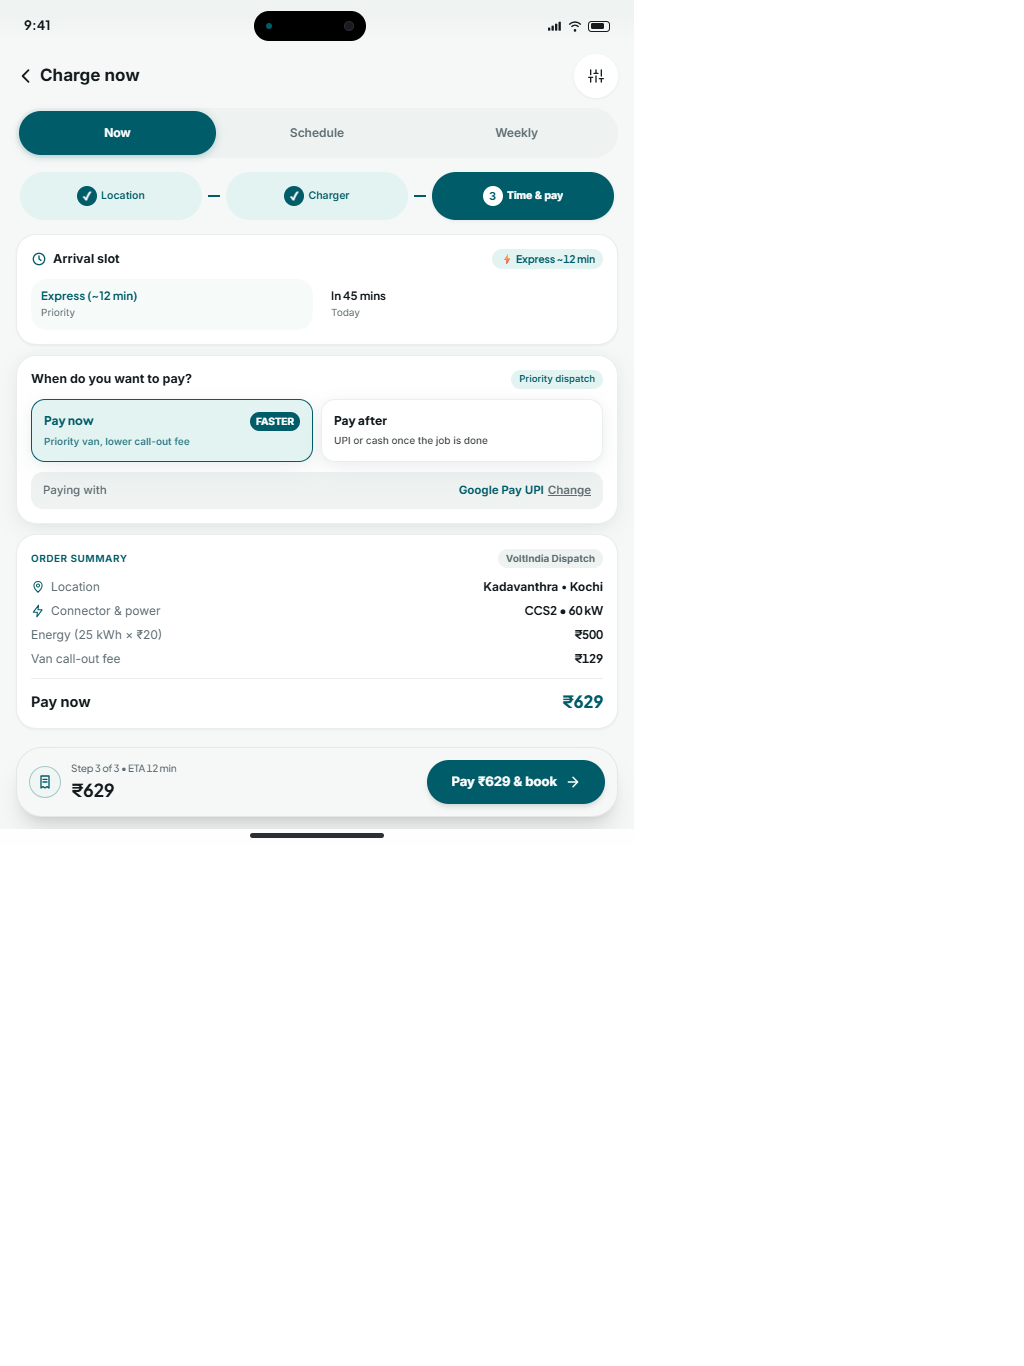 9:41
Charge now
Now Schedule Weekly
Location Charger 3 Time & pay
Arrival slot Express ~12 min
Express (~12 min) In 45 mins
Priority Today
When do you want to pay? Priority dispatch
Pay now FASTER Pay after
Priority van, lower call-out fee UPI or cash once the job is done
Paying with Google Pay UPI Change
ORDER SUMMARY VoltIndia Dispatch
Location Kadavanthra • Kochi
Connector & power CCS2 • 60 kW
Energy (25 kWh × ₹20) ₹500
Van call-out fee ₹129
Pay now ₹629
Step 3 of 3 • ETA 12 min
₹629 Pay ₹629 & book